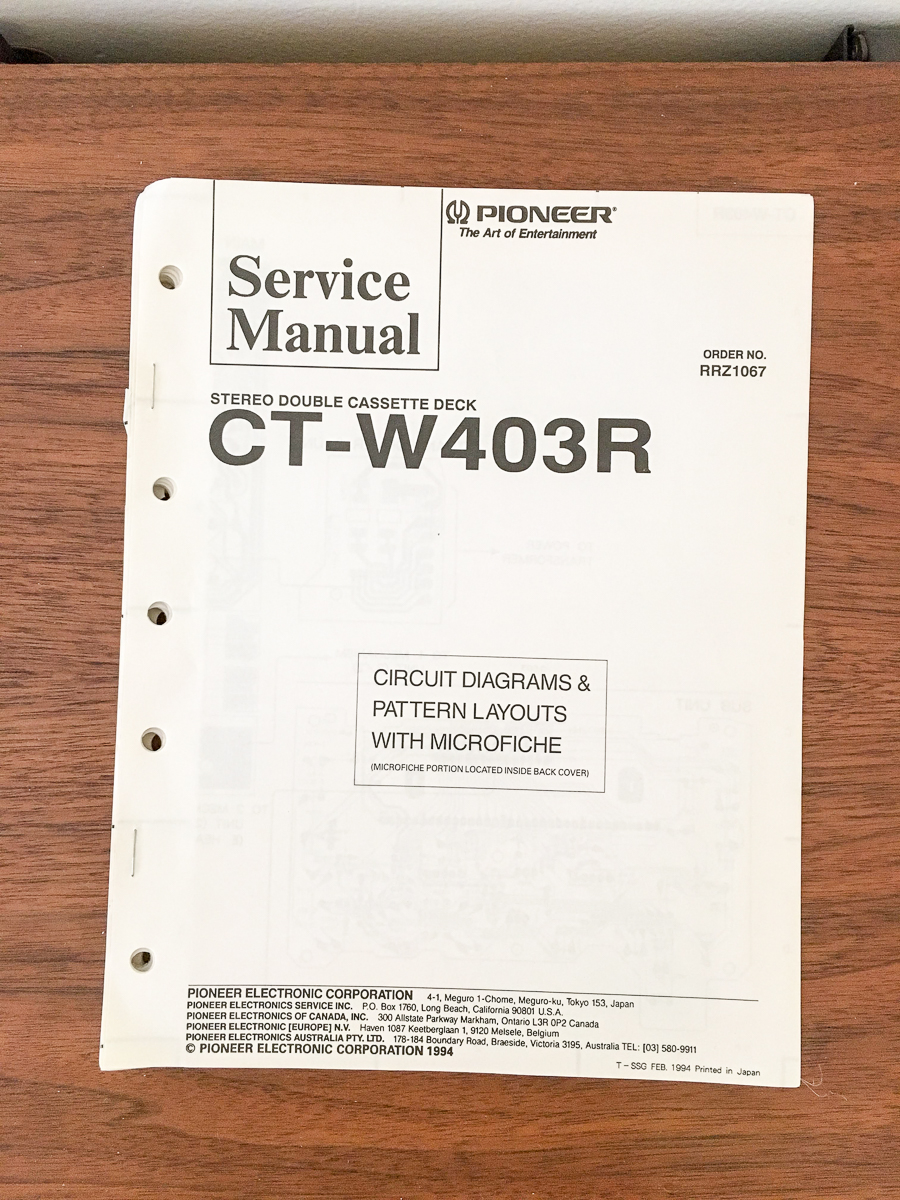 PIONEER®
The Art of Entertainment
Service
Manual
ORDER NO.
RRZ1067
STEREO DOUBLE CASSETTE DECK
CT-W403R
CIRCUIT DIAGRAMS &
PATTERN LAYOUTS
WITH MICROFICHE
(MICROFICHE PORTION LOCATED INSIDE BACK COVER)
PIONEER ELECTRONIC CORPORATION 4-1, Meguro 1-Chome, Meguro-ku, Tokyo 153, Japan
PIONEER ELECTRONICS SERVICE INC. P.O. Box 1760, Long Beach, California 90801 U.S.A.
PIONEER ELECTRONICS OF CANADA, INC. 300 Allstate Parkway Markham, Ontario L3R 0P2 Canada
PIONEER ELECTRONIC [EUROPE] N.V. Haven 1087 Keetberglaan 1, 9120 Melsele, Belgium
PIONEER ELECTRONICS AUSTRALIA PTY. LTD. 178-184 Boundary Road, Braeside, Victoria 3195, Australia TEL: [03] 580-9911
© PIONEER ELECTRONIC CORPORATION 1994
T – SSG FEB. 1994 Printed in Japan